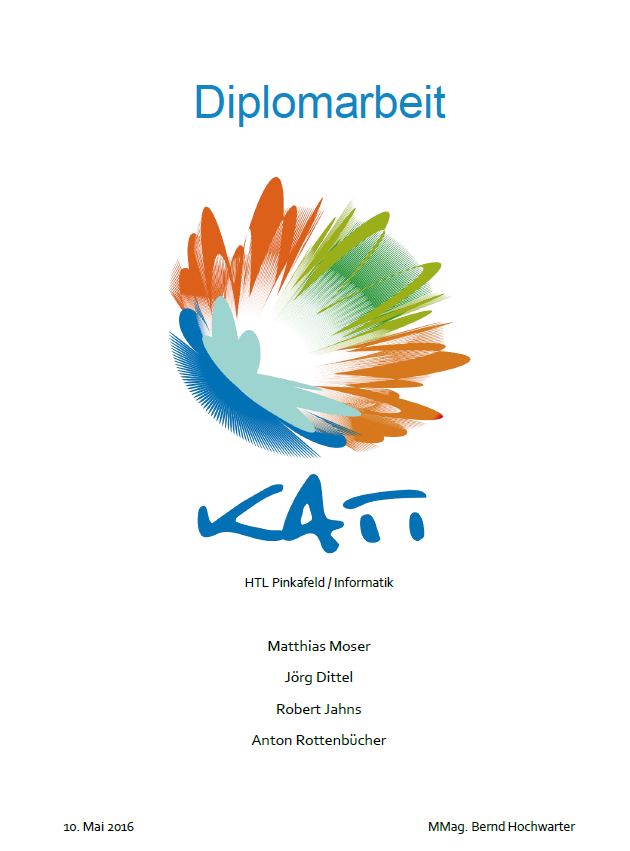 Diplomarbeit
KATI
HTL Pinkafeld / Informatik
Matthias Moser
Jörg Dittel
Robert Jahns
Anton Rottenbücher
10. Mai 2016
MMag. Bernd Hochwarter